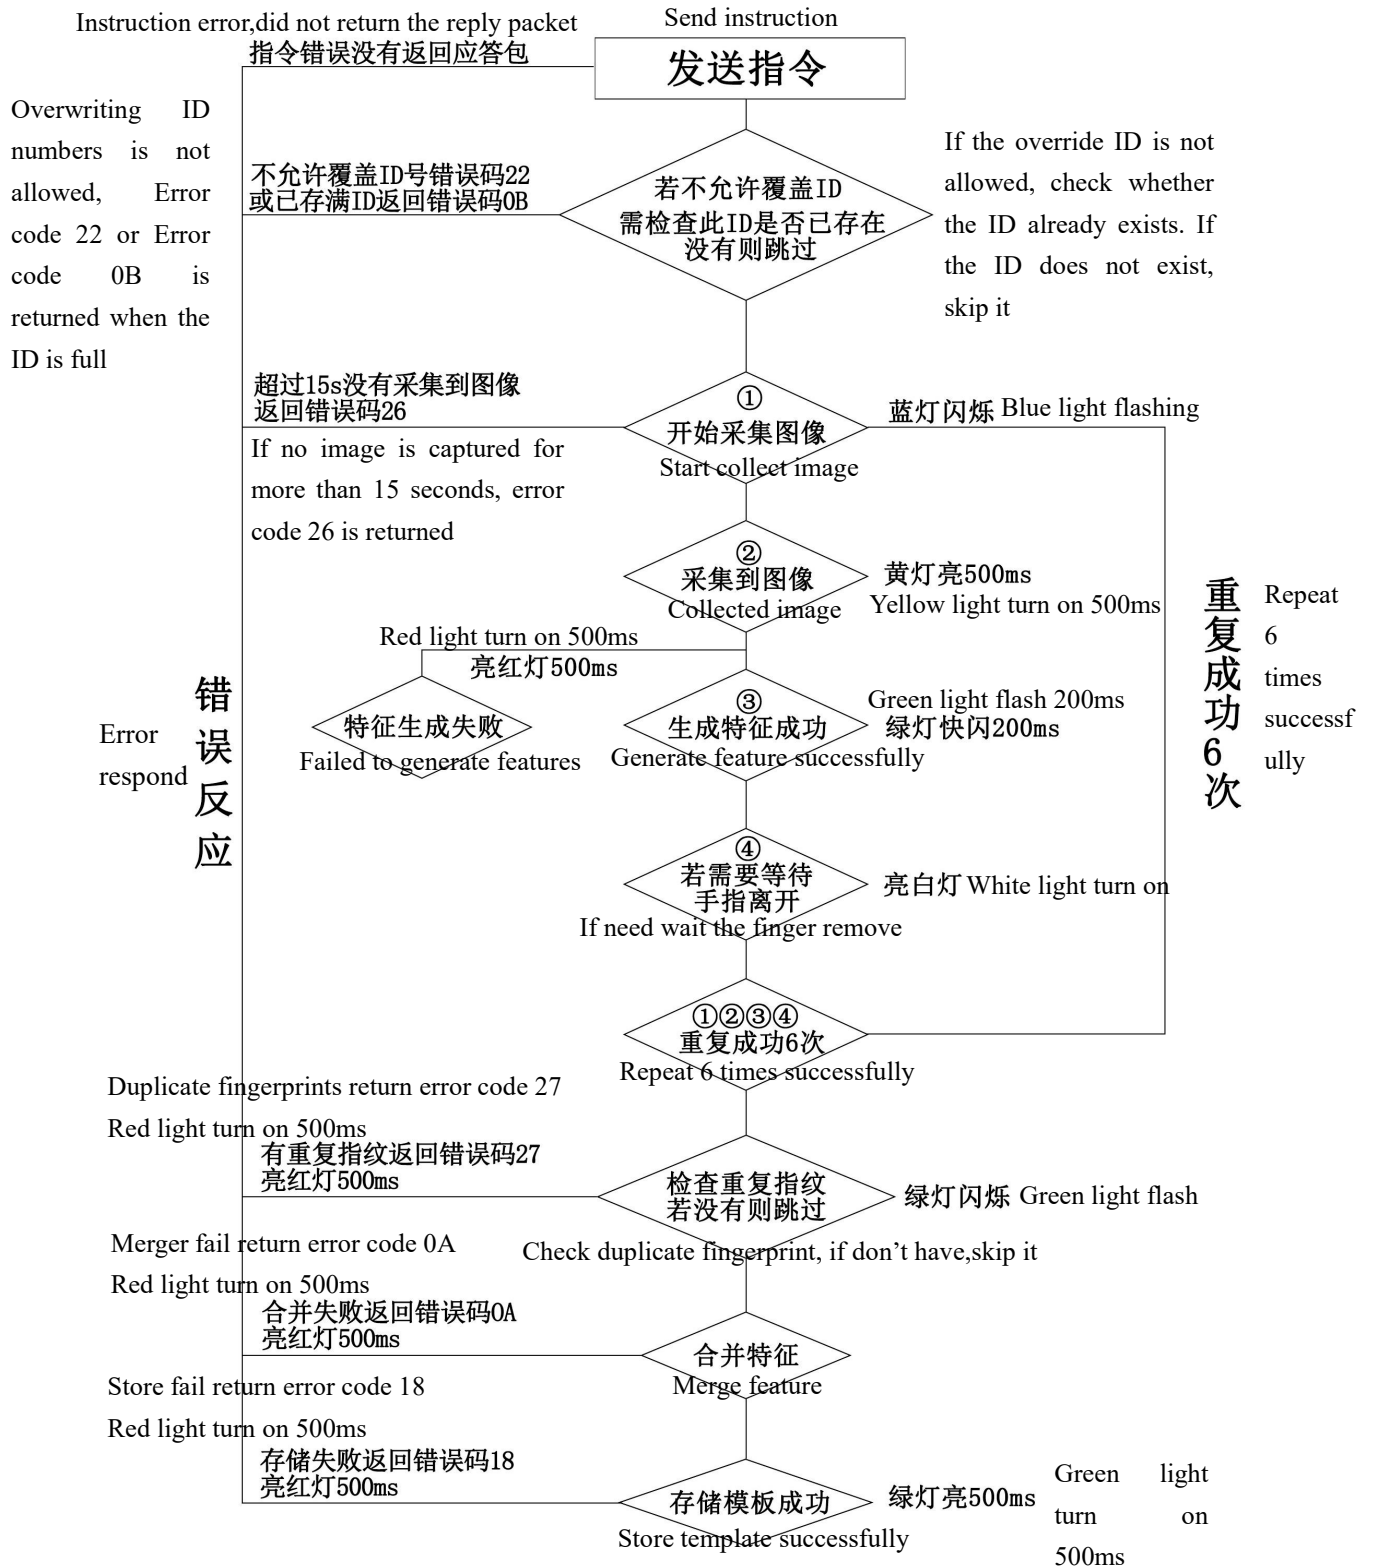 Instruction error,did not return the reply packet
指令错误没有返回应答包
Send instruction
发送指令
Overwriting ID
numbers is not
allowed, Error
code 22 or Error
code 0B is
returned when the
ID is full
不允许覆盖ID号错误码22
或已存满ID返回错误码0B
若不允许覆盖ID
需检查此ID是否已存在
没有则跳过
If the override ID is not
allowed, check whether
the ID already exists. If
the ID does not exist,
skip it
超过15s没有采集到图像
返回错误码26
If no image is captured for
more than 15 seconds, error
code 26 is returned
①
开始采集图像
Start collect image
蓝灯闪烁 Blue light flashing
②
采集到图像
Collected image
黄灯亮500ms
Yellow light turn on 500ms
重复成功6次
Repeat
6
times
successf
ully
Red light turn on 500ms
亮红灯500ms
特征生成失败
Failed to generate features
③
生成特征成功
Generate feature successfully
Green light flash 200ms
绿灯快闪200ms
Error
respond
错误反应
④
若需要等待
手指离开
If need wait the finger remove
亮白灯 White light turn on
①②③④
重复成功6次
Repeat 6 times successfully
Duplicate fingerprints return error code 27
Red light turn on 500ms
有重复指纹返回错误码27
亮红灯500ms
检查重复指纹
若没有则跳过
Check duplicate fingerprint, if don’t have,skip it
绿灯闪烁 Green light flash
Merger fail return error code 0A
Red light turn on 500ms
合并失败返回错误码0A
亮红灯500ms
合并特征
Merge feature
Store fail return error code 18
Red light turn on 500ms
存储失败返回错误码18
亮红灯500ms
存储模板成功
Store template successfully
绿灯亮500ms
Green light
turn on
500ms